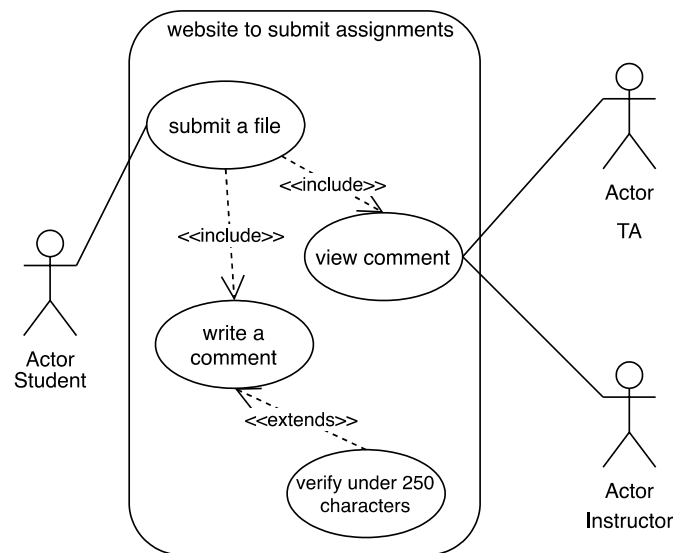 website to submit assignments
submit a file
<<include>>
<<include>>
view comment
write a
comment
<<extends>>
verify under 250
characters
Actor
Student
Actor
TA
Actor
Instructor